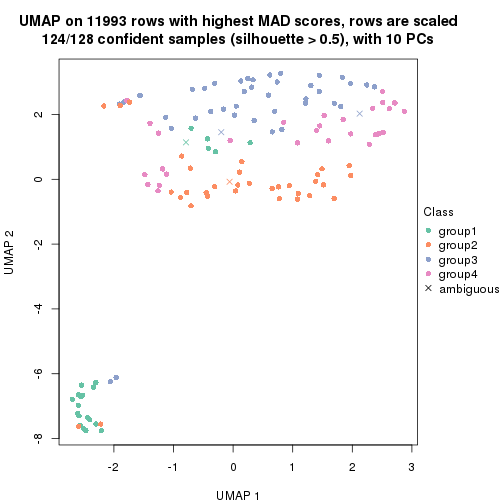 UMAP on 11993 rows with highest MAD scores, rows are scaled
124/128 confident samples (silhouette > 0.5), with 10 PCs
2
0
-2
-4
-6
-8
UMAP 2
-2
-1
0
1
2
3
UMAP 1
Class
group1
group2
group3
group4
ambiguous